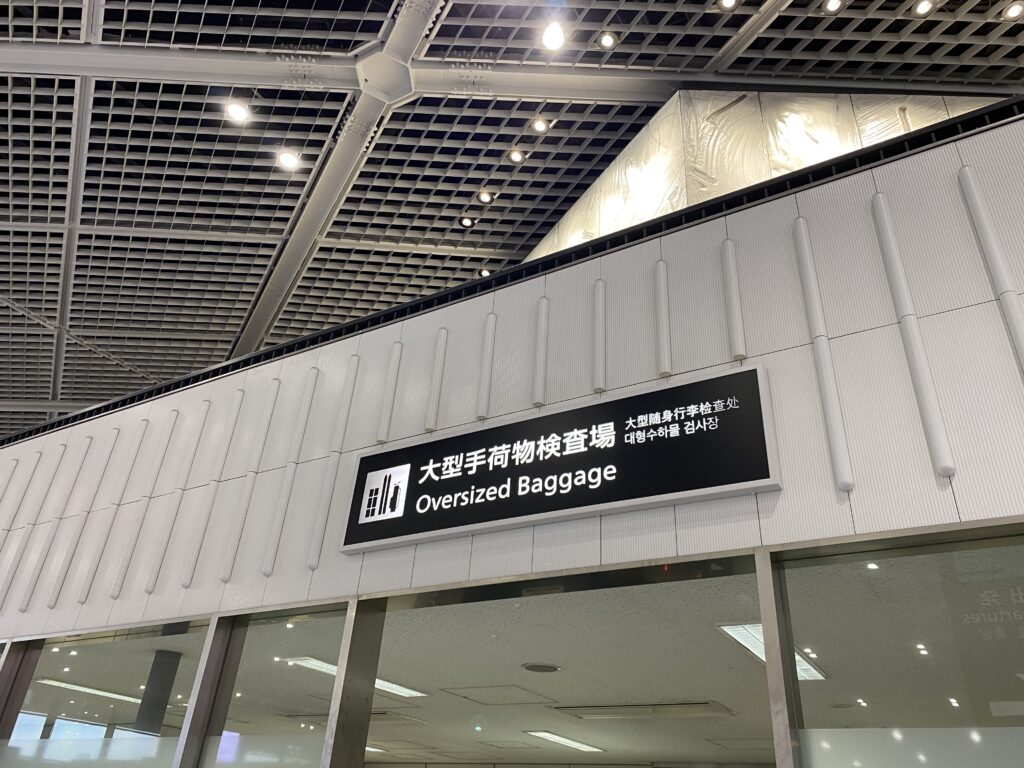 大型手荷物検査場
Oversized Baggage
大型随身行李检查处
대형수하물 검사장